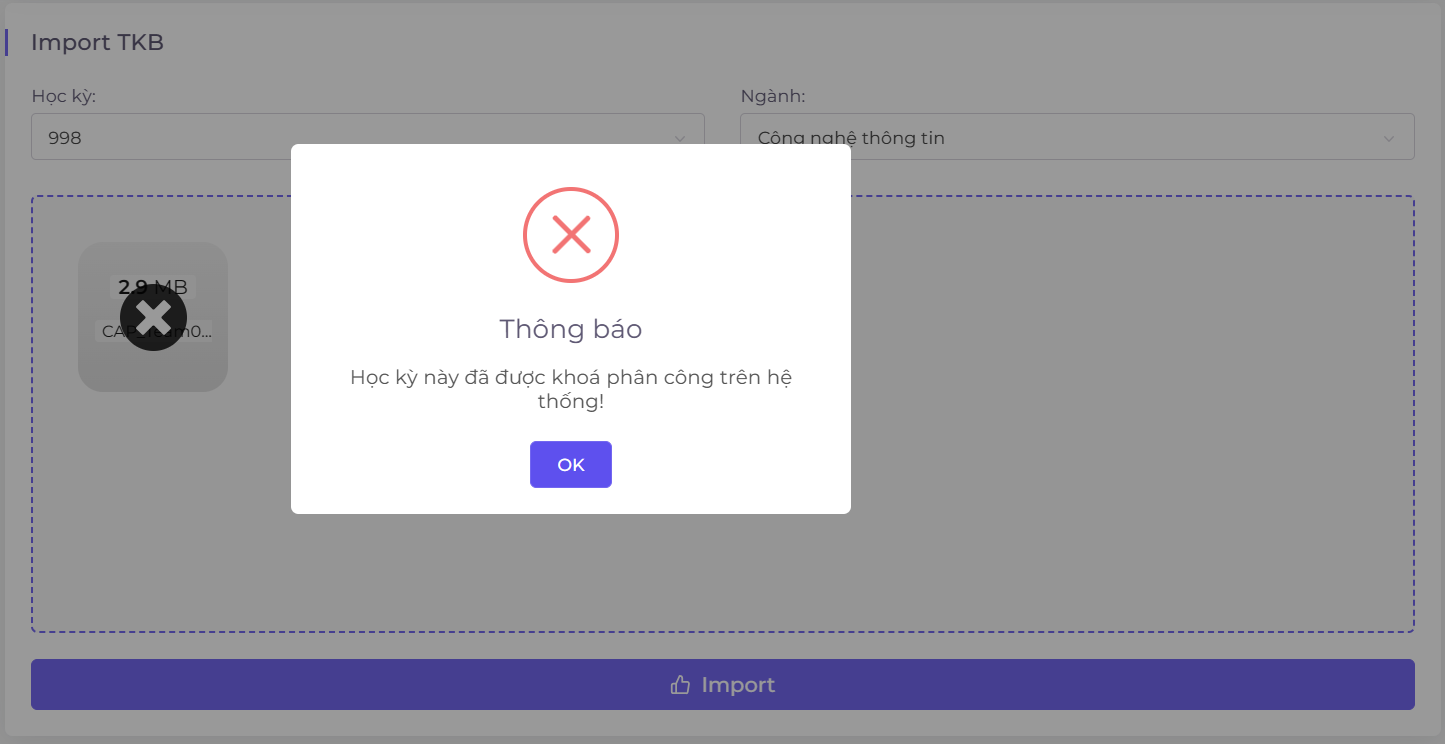 Import TKB
Học kỳ:
Ngành:
998
Công nghệ thông tin
2.9 MB
Thông báo
Học kỳ này đã được khoá phân công trên hệ
thống!
OK
Import